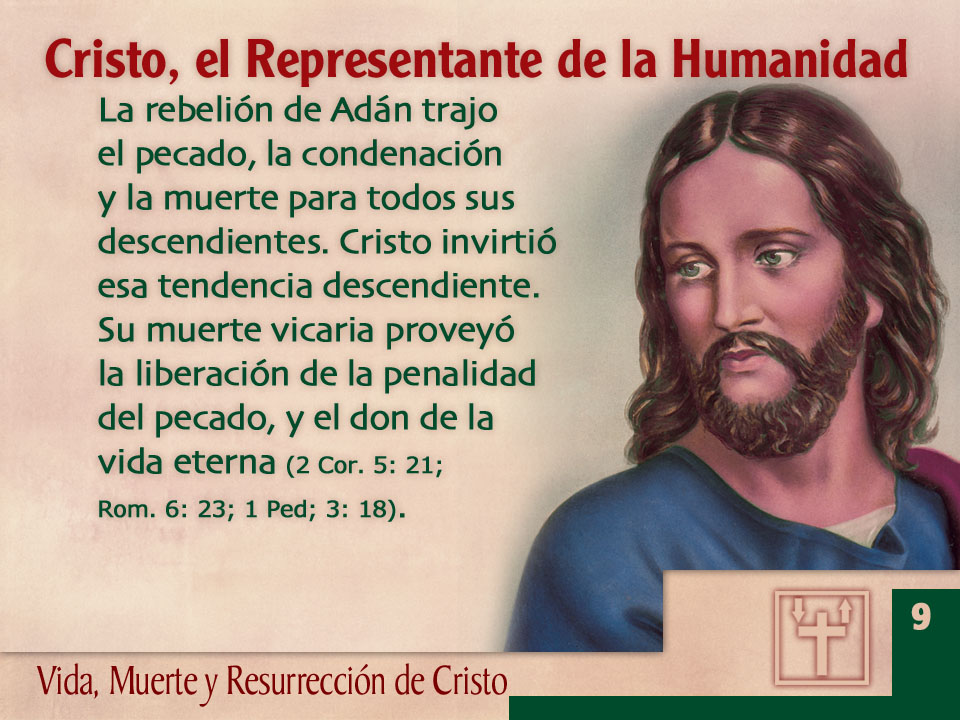 Cristo, el Representante de la Humanidad
La rebelión de Adán trajo
el pecado, la condenación
y la muerte para todos sus
descendientes. Cristo invirtió
esa tendencia descendiente.
Su muerte vicaria proveyó
la liberación de la penalidad
del pecado, y el don de la
vida eterna (2 Cor. 5: 21;
Rom. 6: 23; 1 Ped; 3: 18).
9
Vida, Muerte y Resurrección de Cristo